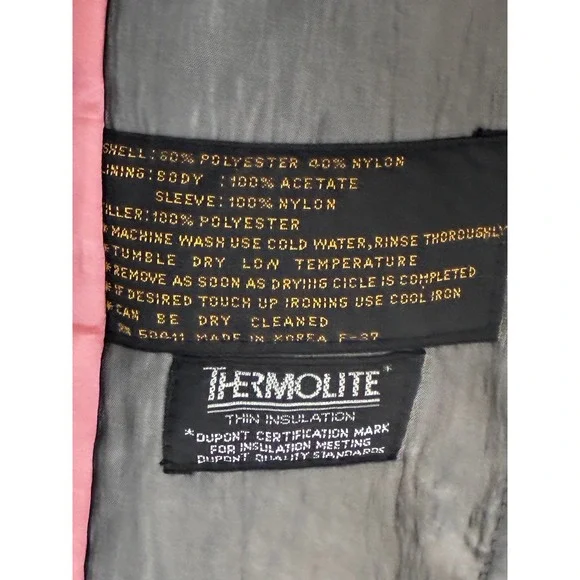 SHELL:60% POLYESTER 40% NYLON
LINING:BODY :100% ACETATE
SLEEVE:100% NYLON
FILLER:100% POLYESTER
*MACHINE WASH USE COLD WATER,RINSE THOROUGHLY
*TUMBLE DRY LOW TEMPERATURE
*REMOVE AS SOON AS DRYING CICLE IS COMPLETED
*IF DESIRED TOUCH UP IRONING USE COOL IRON
*CAN BE DRY CLEANED
50411 MADE IN KOREA F-87
THERMOLITE*
THIN INSULATION
*DUPONT CERTIFICATION MARK
FOR INSULATION MEETING
DUPONT QUALITY STANDARDS